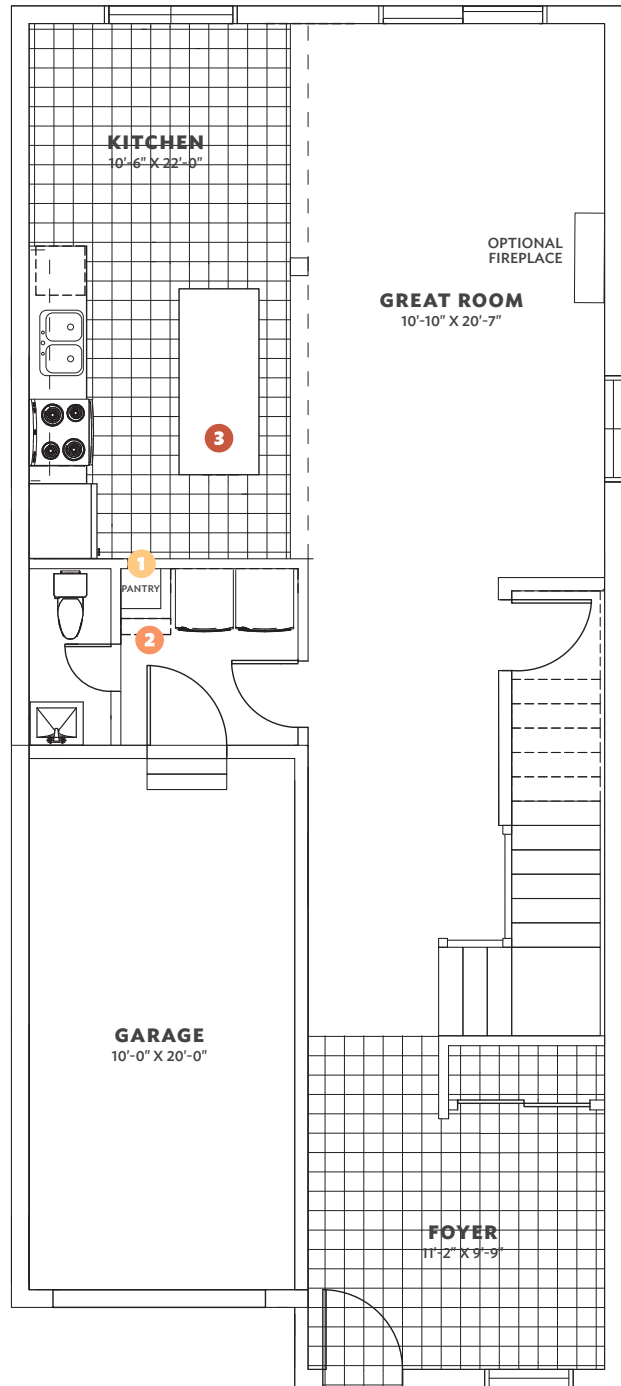 KITCHEN
10'-6" X 22'-0"
OPTIONAL
FIREPLACE
GREAT ROOM
10'-10" X 20'-7"
3
1
PANTRY
2
GARAGE
10'-0" X 20'-0"
FOYER
11'-2" X 9'-9"